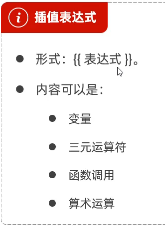 插值表达式
形式：{{ 表达式 }}。
内容可以是：
变量
三元运算符
函数调用
算术运算